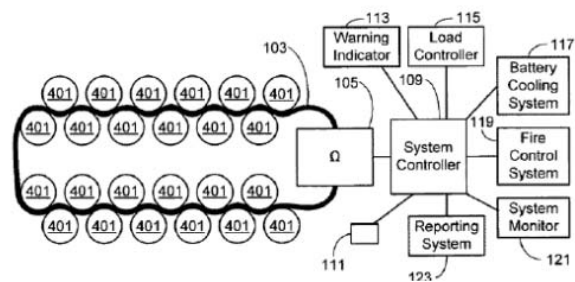 113
115
117
Warning
Indicator
Load
Controller
Battery
Cooling
System
103
109
105
401 401 401 401 401 401
401 401 401 401 401 401
Ω
System
Controller
119
Fire
Control
System
401 401 401 401 401 401
401 401 401 401 401 401
111
Reporting
System
System
Monitor
121
123